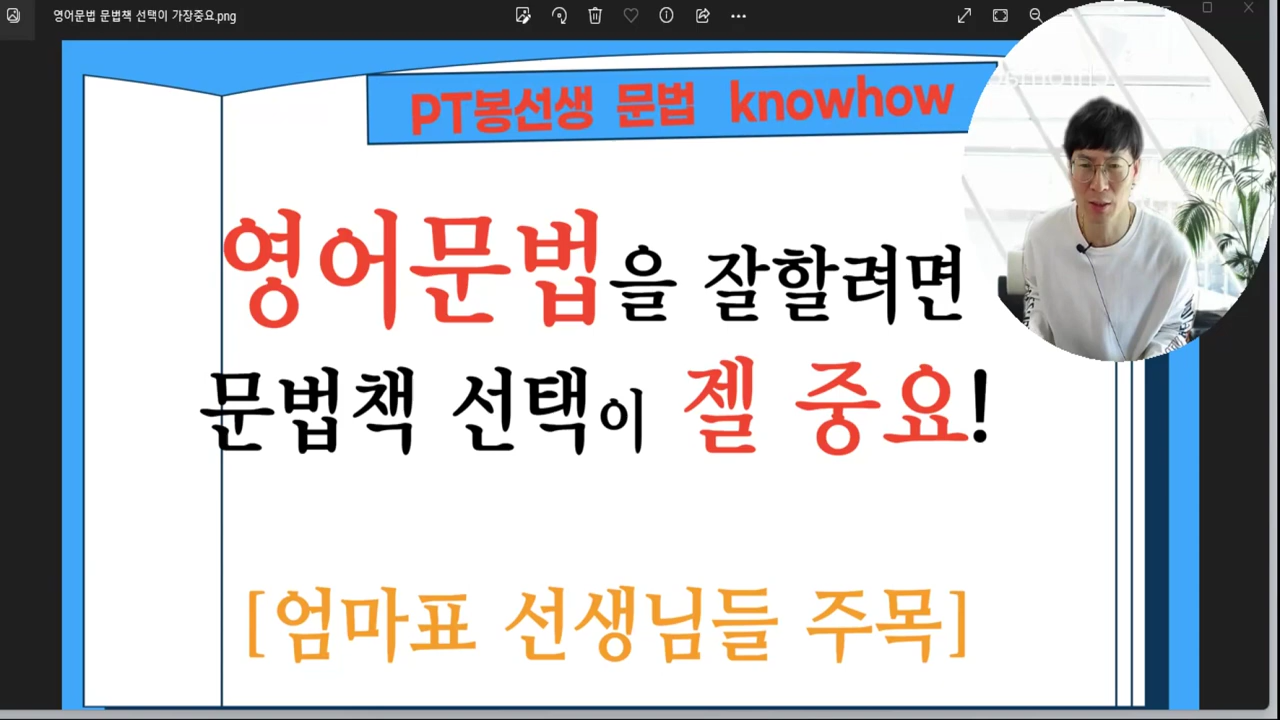 영어문법 문법책 선택이 가장중요.png
PT봉선생 문법 knowhow
영어문법을 잘할려면
문법책 선택이 젤 중요!
[엄마표 선생님들 주목]